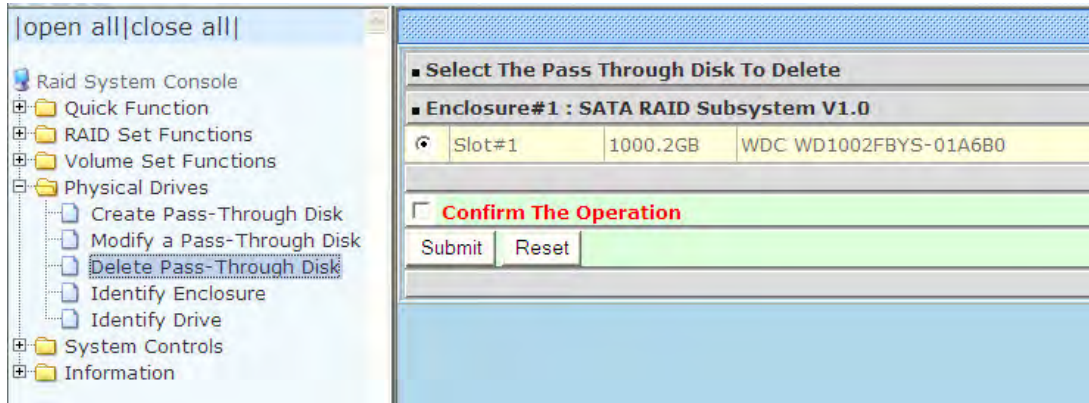 |open all|close all|
Raid System Console
Quick Function
RAID Set Functions
Volume Set Functions
Physical Drives
Create Pass-Through Disk
Modify a Pass-Through Disk
Delete Pass-Through Disk
Identify Enclosure
Identify Drive
System Controls
Information
Select The Pass Through Disk To Delete
Enclosure#1 : SATA RAID Subsystem V1.0
Slot#1 1000.2GB WDC WD1002FBYS-01A6B0
Confirm The Operation
Submit Reset